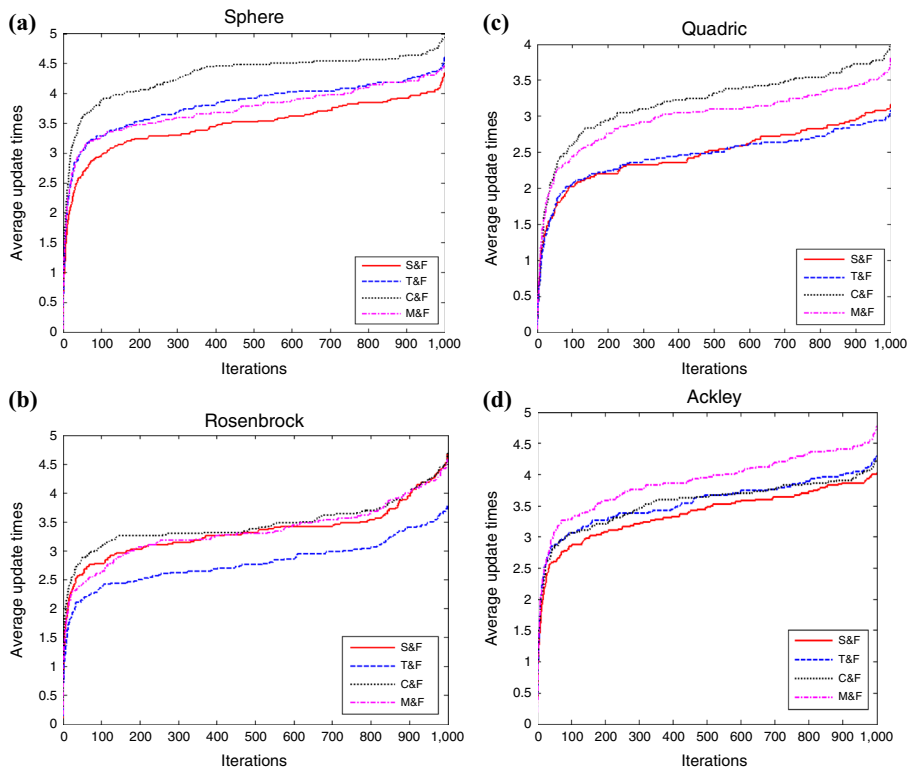 (a)
Sphere
5
4.5
4
3.5
3
2.5
2
1.5
1
0.5
0
Average update times
S&F
T&F
C&F
M&F
0 100 200 300 400 500 600 700 800 900 1,000
Iterations
(c)
Quadric
4
3.5
3
2.5
2
1.5
1
0.5
0
Average update times
S&F
T&F
C&F
M&F
0 100 200 300 400 500 600 700 800 900 1,000
Iterations
(b)
Rosenbrock
5
4.5
4
3.5
3
2.5
2
1.5
1
0.5
0
Average update times
S&F
T&F
C&F
M&F
0 100 200 300 400 500 600 700 800 900 1,000
Iterations
(d)
Ackley
5
4.5
4
3.5
3
2.5
2
1.5
1
0.5
0
Average update times
S&F
T&F
C&F
M&F
0 100 200 300 400 500 600 700 800 900 1,000
Iterations